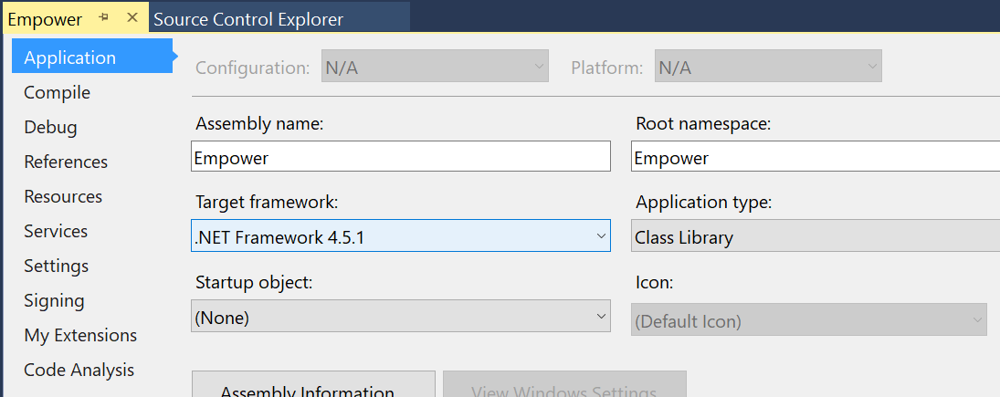 Empower
Source Control Explorer
Application
Compile
Debug
References
Resources
Services
Settings
Signing
My Extensions
Code Analysis
Configuration: N/A Platform: N/A
Assembly name: Root namespace:
Empower Empower
Target framework: Application type:
.NET Framework 4.5.1 Class Library
Startup object: Icon:
(None) (Default Icon)
Assembly Information... View Windows Settings